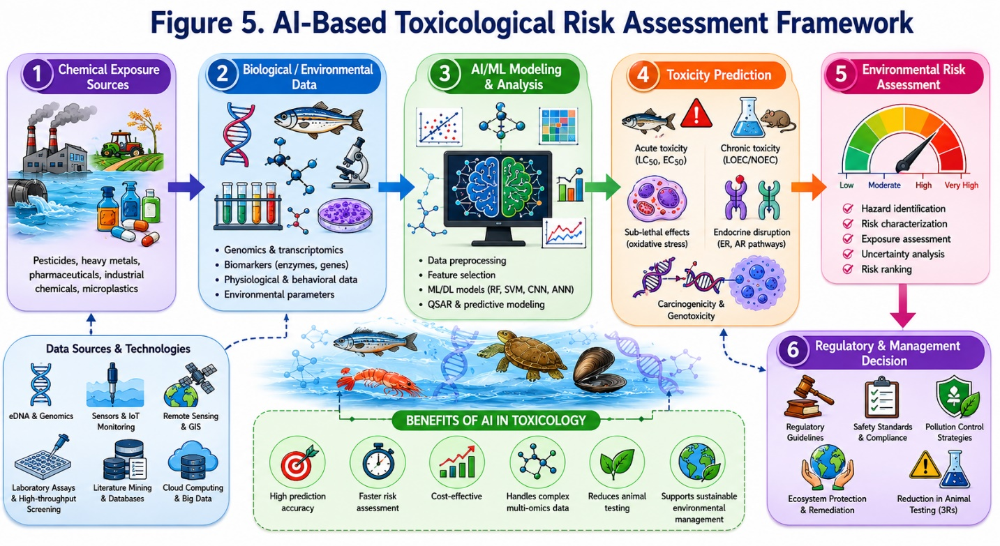 Figure 5. AI-Based Toxicological Risk Assessment Framework
1
Chemical Exposure
Sources
Pesticides, heavy metals,
pharmaceuticals, industrial
chemicals, microplastics
2
Biological / Environmental
Data
• Genomics & transcriptomics
• Biomarkers (enzymes, genes)
• Physiological & behavioral data
• Environmental parameters
3
AI/ML Modeling
& Analysis
• Data preprocessing
• Feature selection
• ML/DL models (RF, SVM, CNN, ANN)
• QSAR & predictive modeling
4
Toxicity Prediction
Acute toxicity
(LC50, EC50)
Chronic toxicity
(LOEC/NOEC)
Sub-lethal effects
(oxidative stress)
Endocrine disruption
(ER, AR pathways)
Carcinogenicity &
Genotoxicity
5
Environmental Risk
Assessment
Low
Moderate
High
Very High
Hazard identification
Risk characterization
Exposure assessment
Uncertainty analysis
Risk ranking
Data Sources & Technologies
eDNA & Genomics
Sensors & IoT
Monitoring
Remote Sensing
& GIS
Laboratory Assays
& High-throughput
Screening
Literature Mining
& Databases
Cloud Computing
& Big Data
BENEFITS OF AI IN TOXICOLOGY
High prediction
accuracy
Faster risk
assessment
Cost-effective
Handles complex
multi-omics data
Reduces animal
testing
Supports sustainable
environmental
management
6
Regulatory & Management
Decision
Regulatory
Guidelines
Safety Standards
& Compliance
Pollution Control
Strategies
Ecosystem Protection
& Remediation
Reduction in Animal
Testing (3Rs)